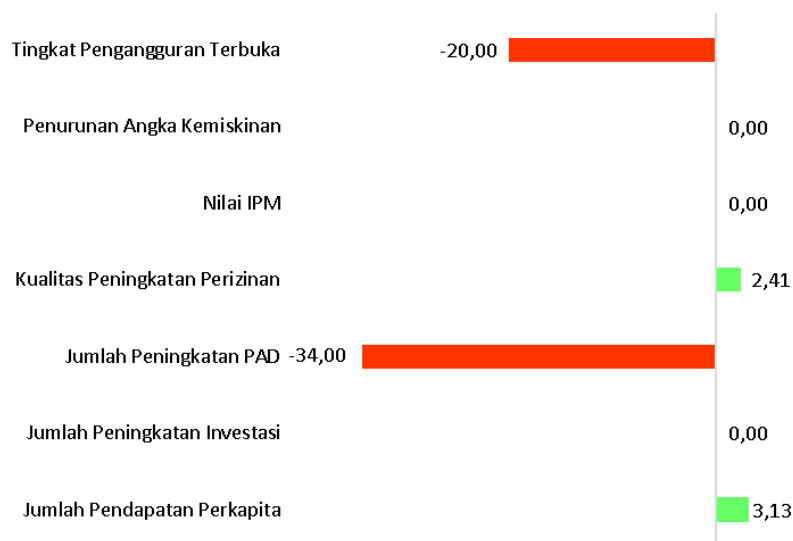 Tingkat Pengangguran Terbuka -20,00
Penurunan Angka Kemiskinan 0,00
Nilai IPM 0,00
Kualitas Peningkatan Perizinan 2,41
Jumlah Peningkatan PAD -34,00
Jumlah Peningkatan Investasi 0,00
Jumlah Pendapatan Perkapita 3,13